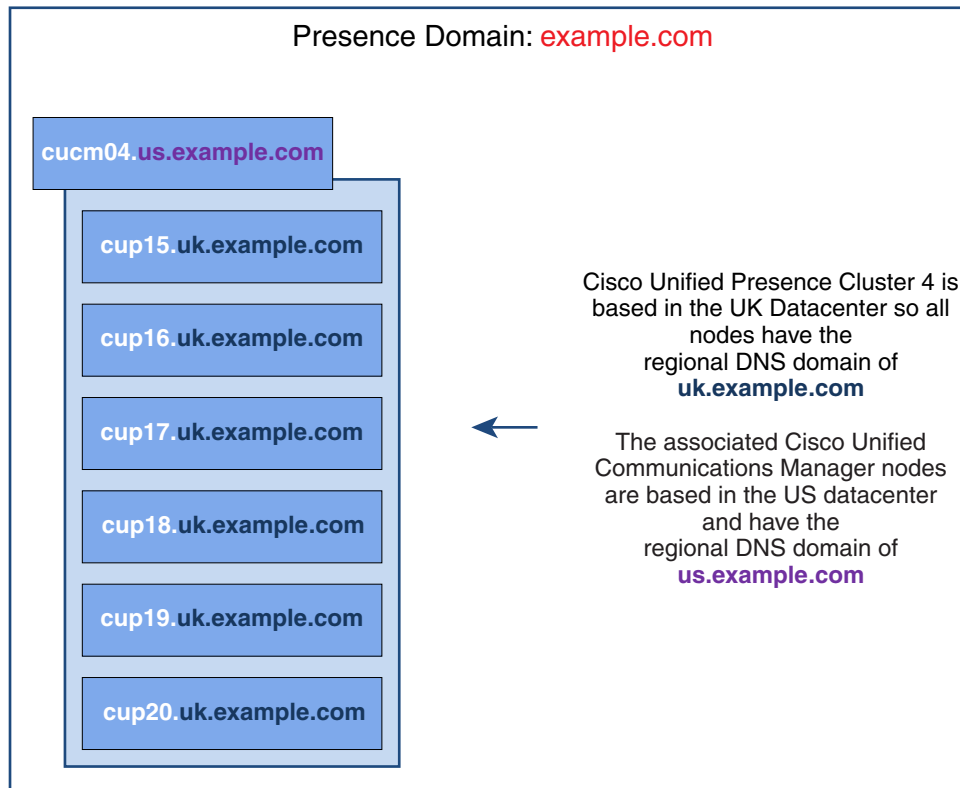 Presence Domain: example.com
cucm04.us.example.com
cup15.uk.example.com
cup16.uk.example.com
cup17.uk.example.com
cup18.uk.example.com
cup19.uk.example.com
cup20.uk.example.com
Cisco Unified Presence Cluster 4 is
based in the UK Datacenter so all
nodes have the
regional DNS domain of
uk.example.com
The associated Cisco Unified
Communications Manager nodes
are based in the US datacenter
and have the
regional DNS domain of
us.example.com